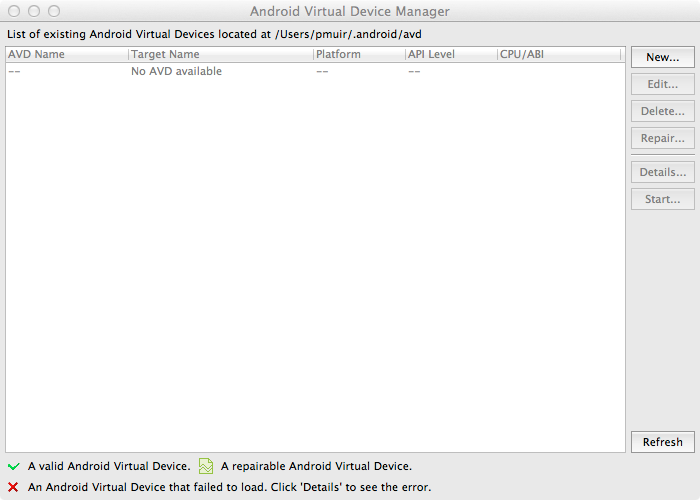 Android Virtual Device Manager
List of existing Android Virtual Devices located at /Users/pmuir/.android/avd
AVD Name Target Name Platform API Level CPU/ABI
-- No AVD available -- --
New...
Edit...
Delete...
Repair...
Details...
Start...
Refresh
A valid Android Virtual Device. A repairable Android Virtual Device.
An Android Virtual Device that failed to load. Click 'Details' to see the error.